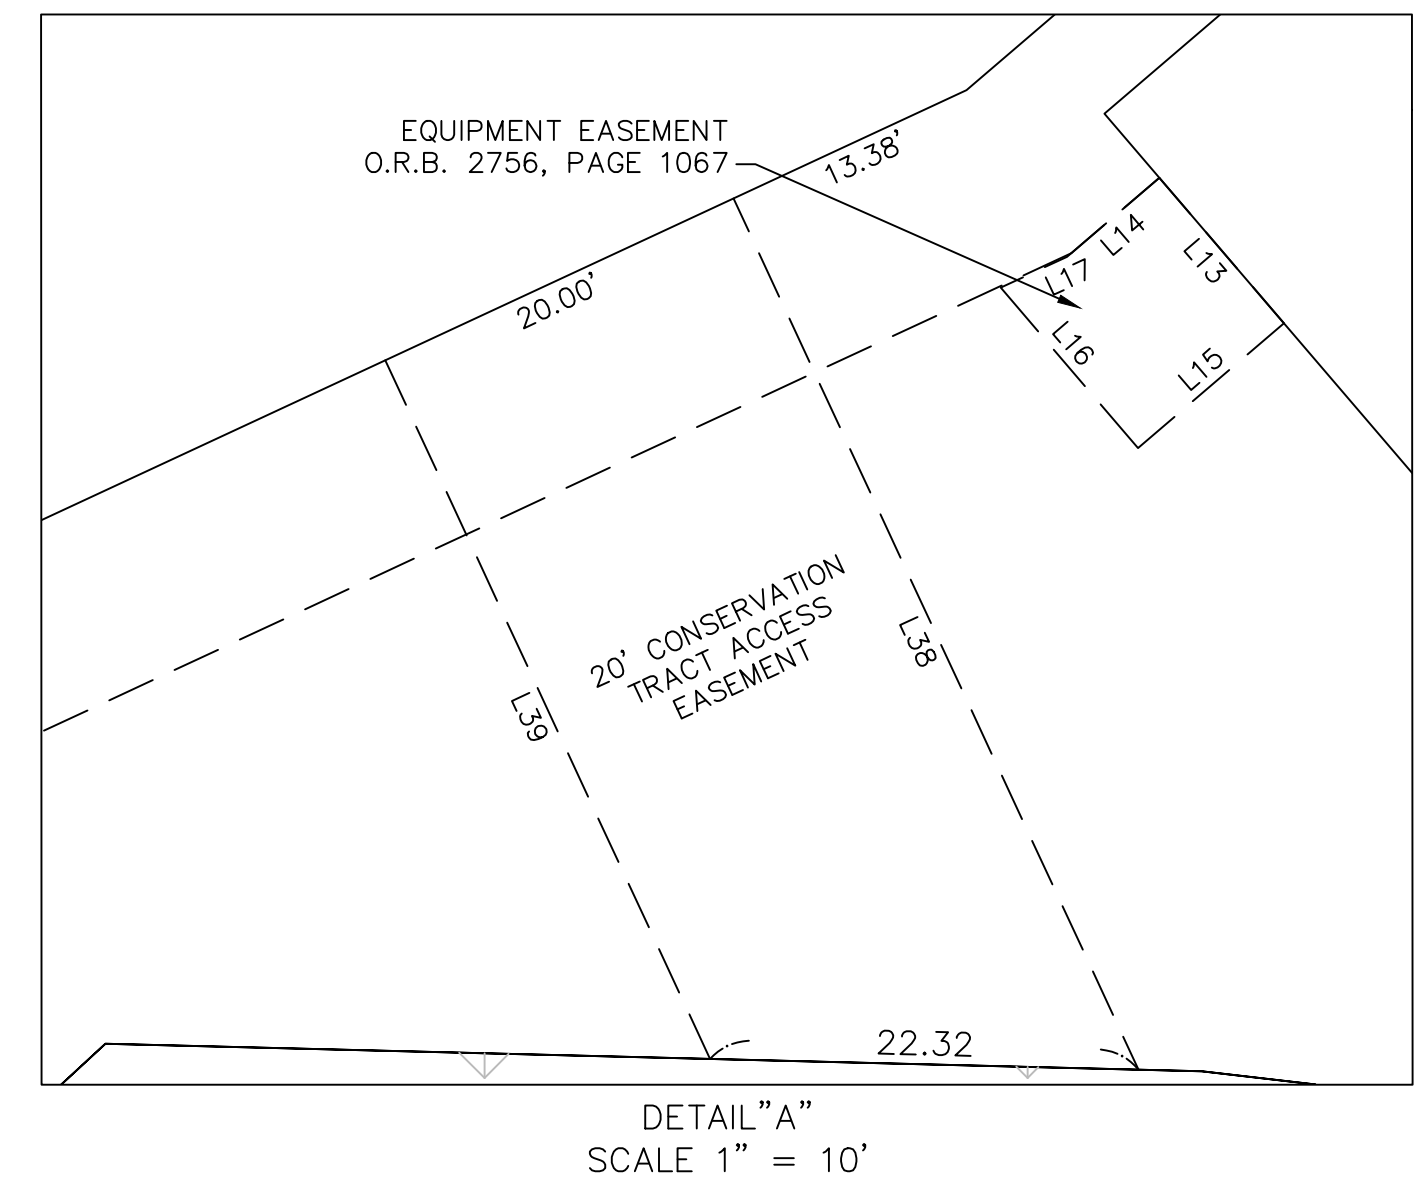 EQUIPMENT EASEMENT
O.R.B. 2756, PAGE 1067
13.38'
20.00'
L14
L13
L17
L16
L15
20' CONSERVATION
TRACT ACCESS
EASEMENT
L38
L39
22.32
DETAIL"A"
SCALE 1" = 10'